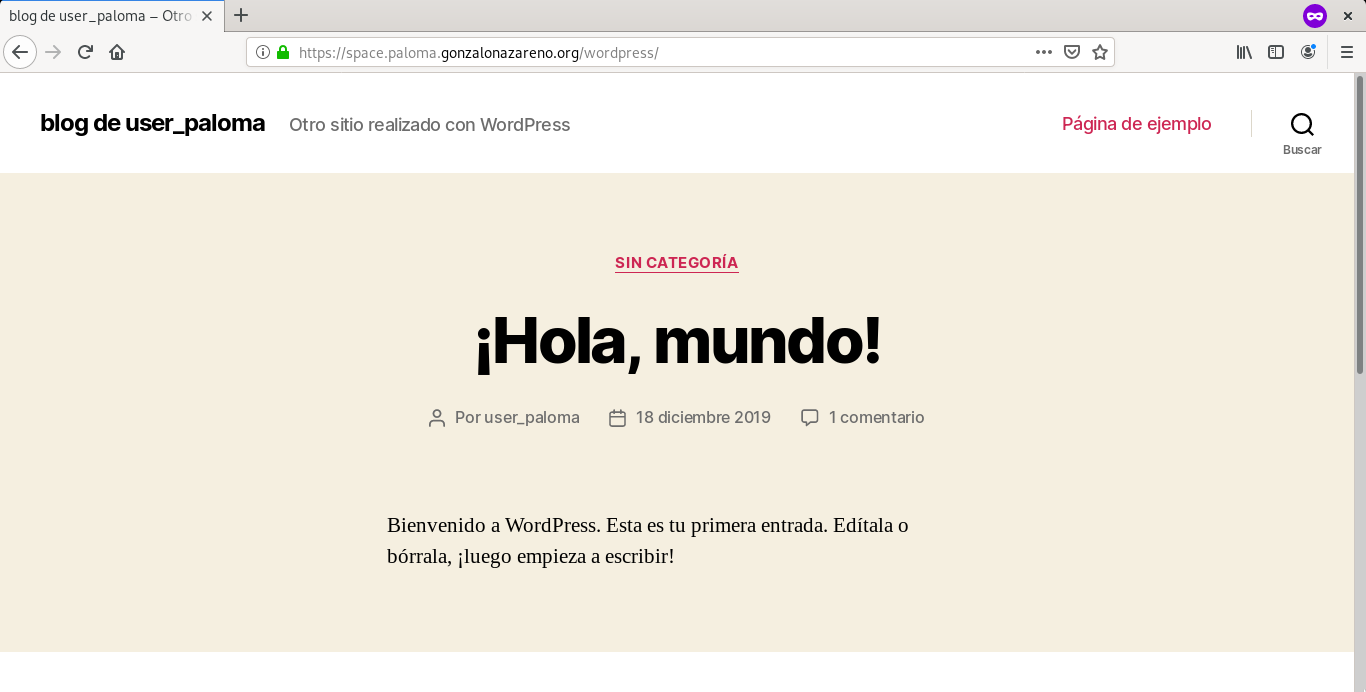 blog de user_paloma – Otro
https://space.paloma.gonzalonazareno.org/wordpress/
blog de user_paloma Otro sitio realizado con WordPress Página de ejemplo
Buscar
SIN CATEGORÍA
¡Hola, mundo!
Por user_paloma 18 diciembre 2019 1 comentario
Bienvenido a WordPress. Esta es tu primera entrada. Edítala o
bórrala, ¡luego empieza a escribir!